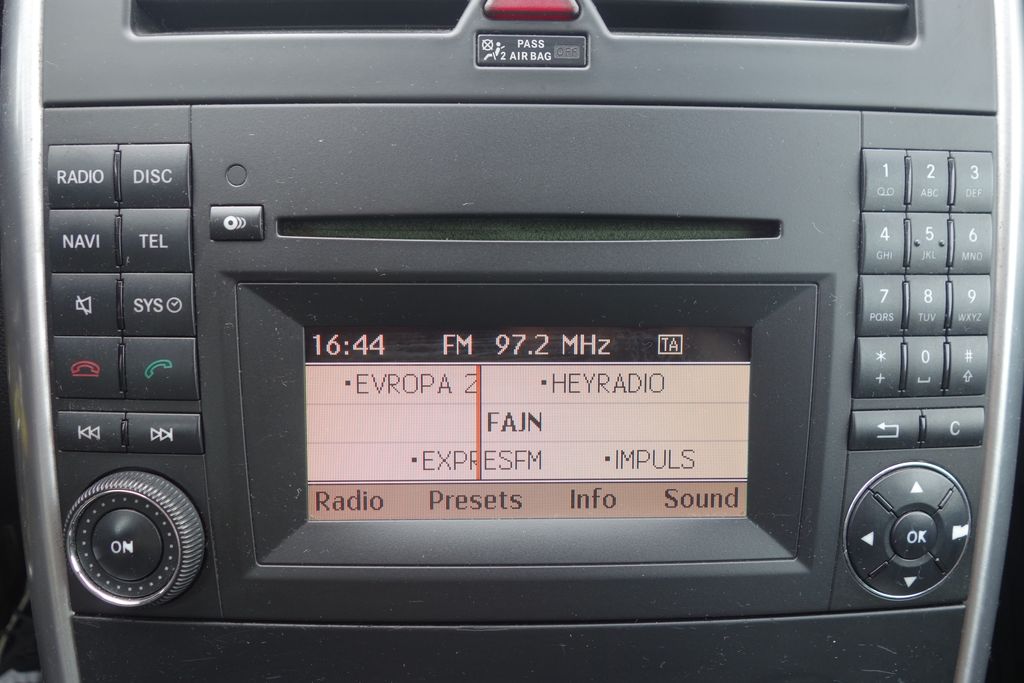 PASS
2 AIR BAG OFF
RADIO DISC
NAVI TEL
SYS
ON
16:44 FM 97.2 MHz TA
•EVROPA 2 •HEYRADIO
FAJN
•EXPRESFM •IMPULS
Radio Presets Info Sound
1 2 3
ABC DEF
4 5 6
GHI JKL MNO
7 8 9
PQRS TUV WXYZ
* 0 #
+
C
OK